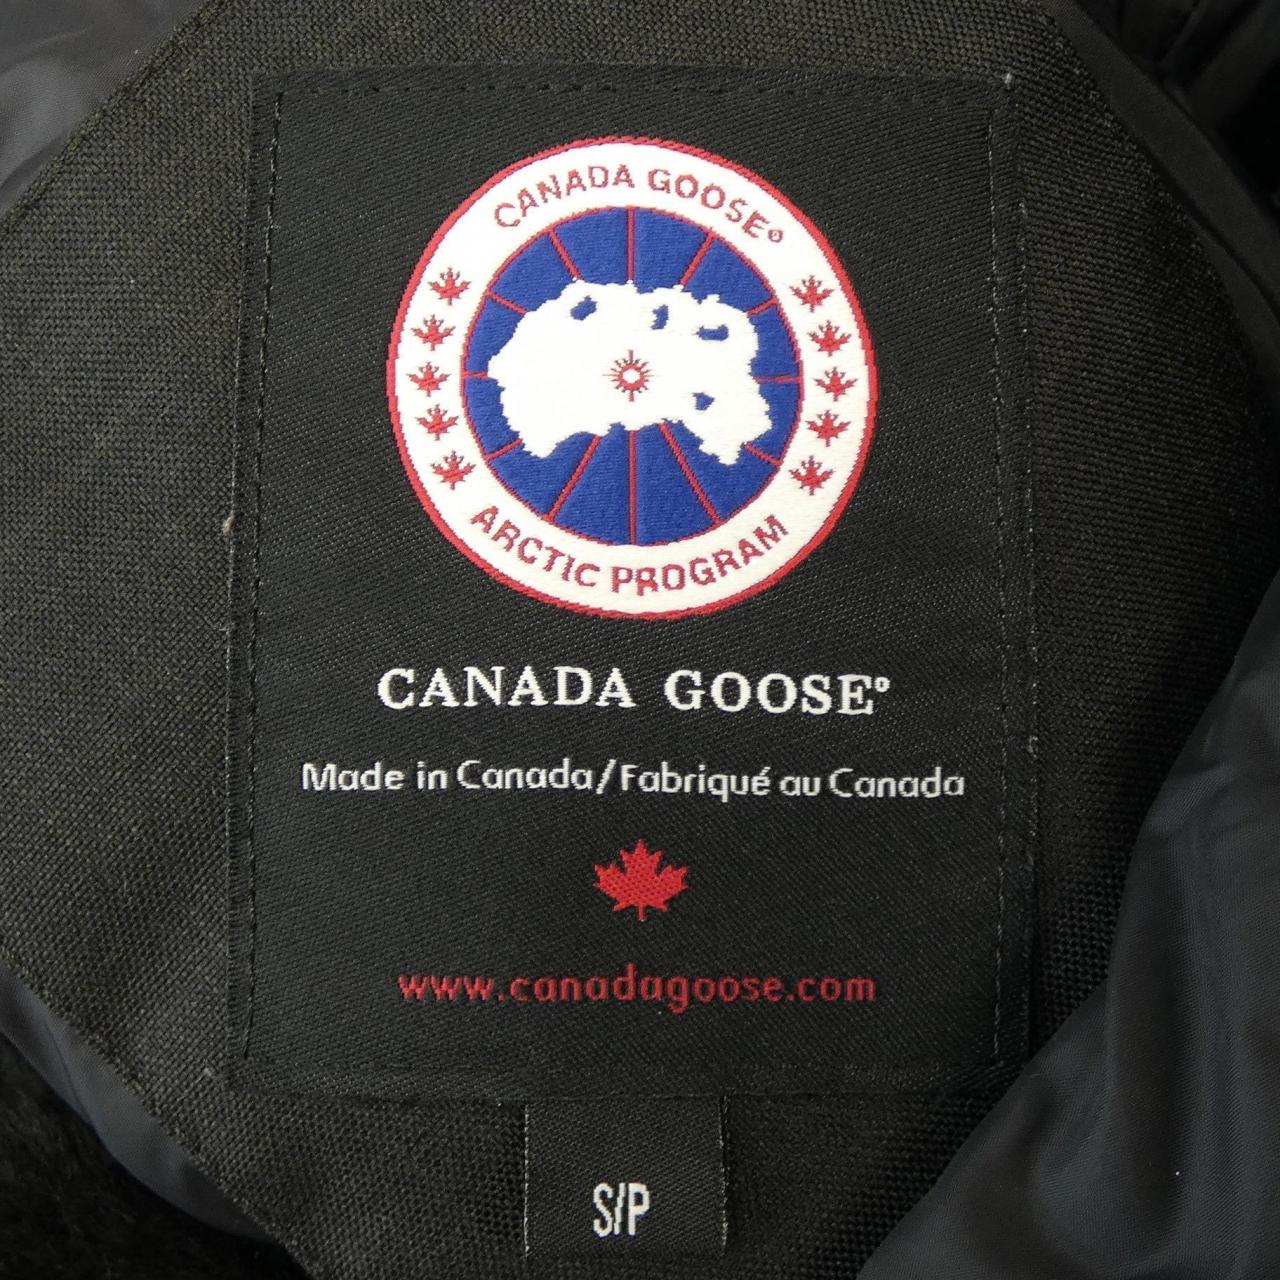 CANADA GOOSE®
ARCTIC PROGRAM
CANADA GOOSE®
Made in Canada/Fabriqué au Canada
www.canadagoose.com
S/P